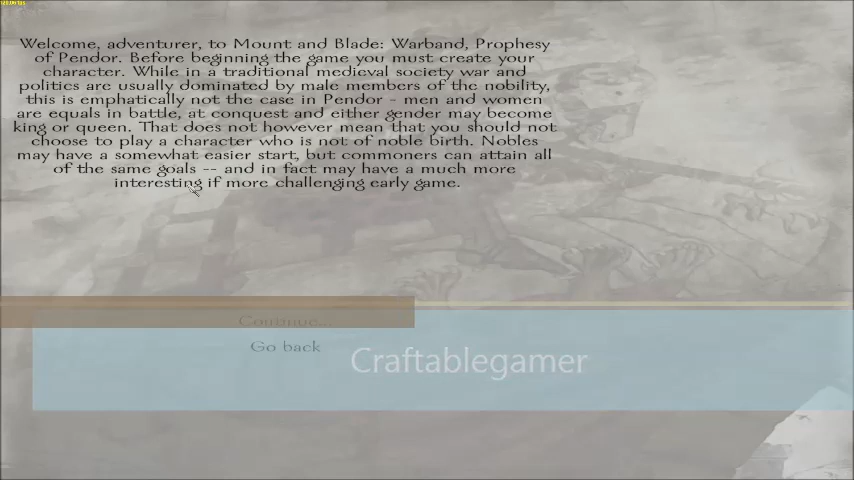 Welcome, adventurer, to Mount and Blade: Warband, Prophesy
of Pendor. Before beginning the game you must create your
character. While in a traditional medieval society war and
politics are usually dominated by male members of the nobility,
this is emphatically not the case in Pendor - men and women
are equals in battle, at conquest and either gender may become
king or queen. That does not however mean that you should not
choose to play a character who is not of noble birth. Nobles
may have a somewhat easier start, but commoners can attain all
of the same goals -- and in fact may have a much more
interesting if more challenging early game.
Continue...
Go back
Craftablegamer